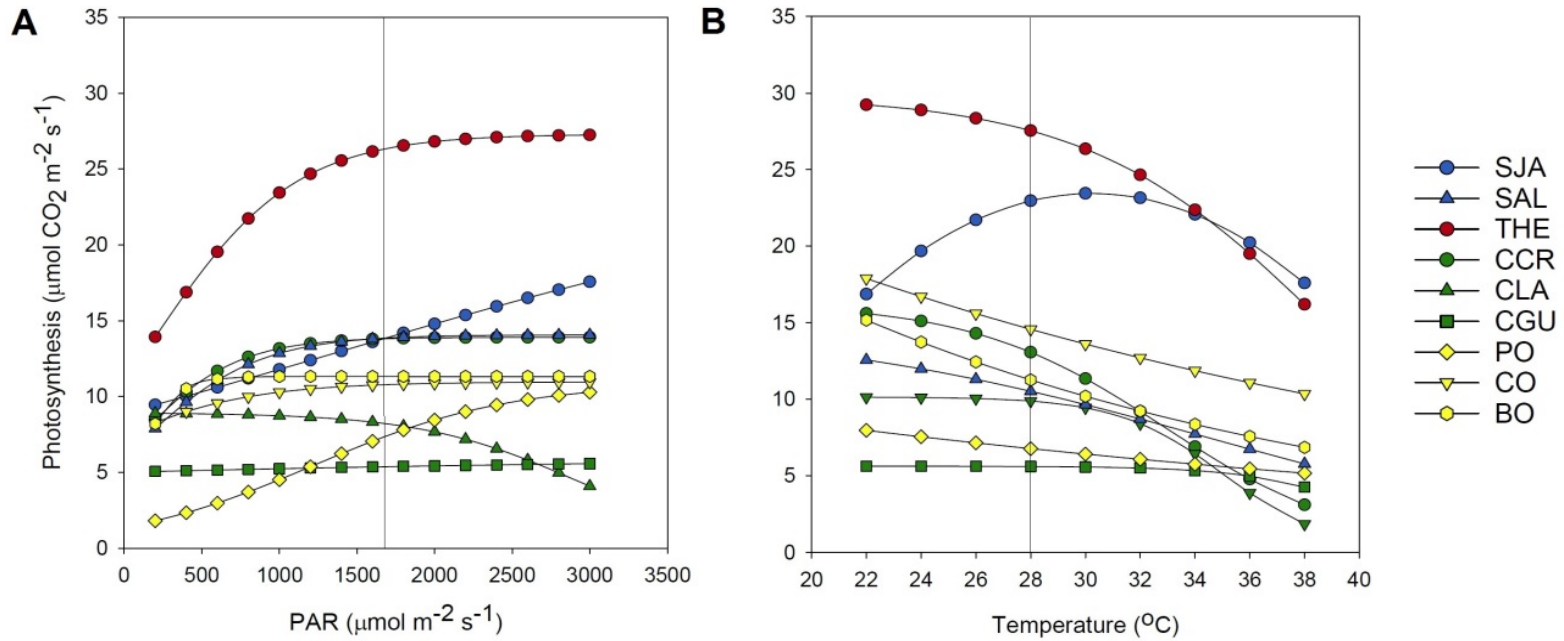 A
B
Photosynthesis (μmol CO2 m-2 s-1)
35
30
25
20
15
10
5
0
0 500 1000 1500 2000 2500 3000 3500
PAR (μmol m-2 s-1)
35
30
25
20
15
10
5
0
20 22 24 26 28 30 32 34 36 38 40
Temperature (oC)
SJA
SAL
THE
CCR
CLA
CGU
PO
CO
BO